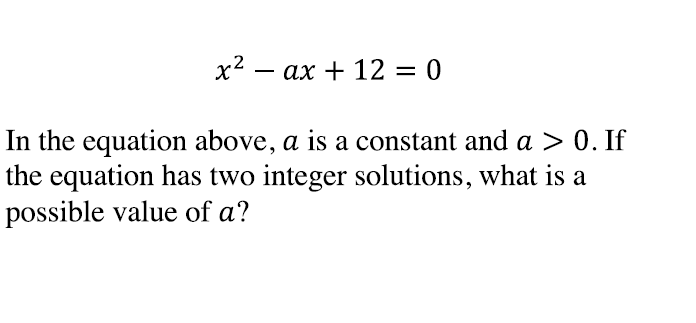 x² − ax + 12 = 0
In the equation above, a is a constant and a > 0. If
the equation has two integer solutions, what is a
possible value of a?